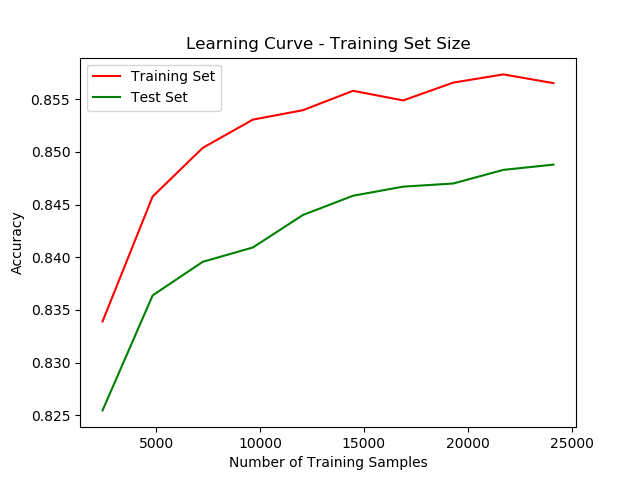 Learning Curve - Training Set Size
Training Set
Test Set
0.855
0.850
0.845
0.840
0.835
0.830
0.825
Accuracy
5000
10000
15000
20000
25000
Number of Training Samples